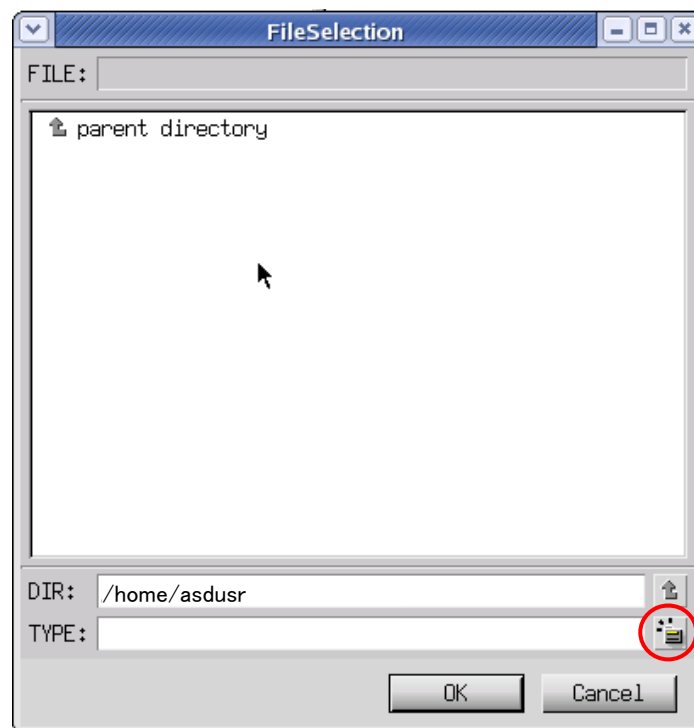 FileSelection
FILE:
parent directory
DIR: /home/asdusr
TYPE:
OK Cancel